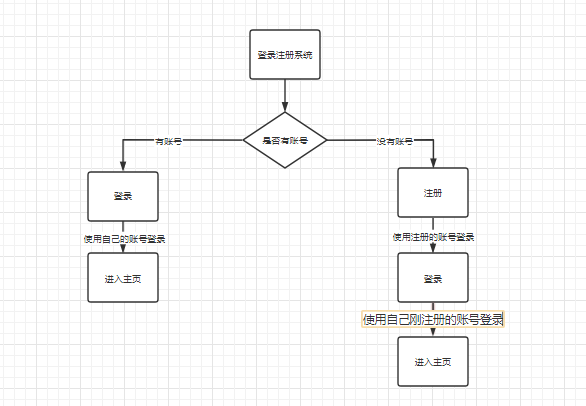 登录注册系统
是否有账号
有账号
没有账号
登录
注册
使用自己的账号登录
使用注册的账号登录
进入主页
登录
使用自己刚注册的账号登录
进入主页